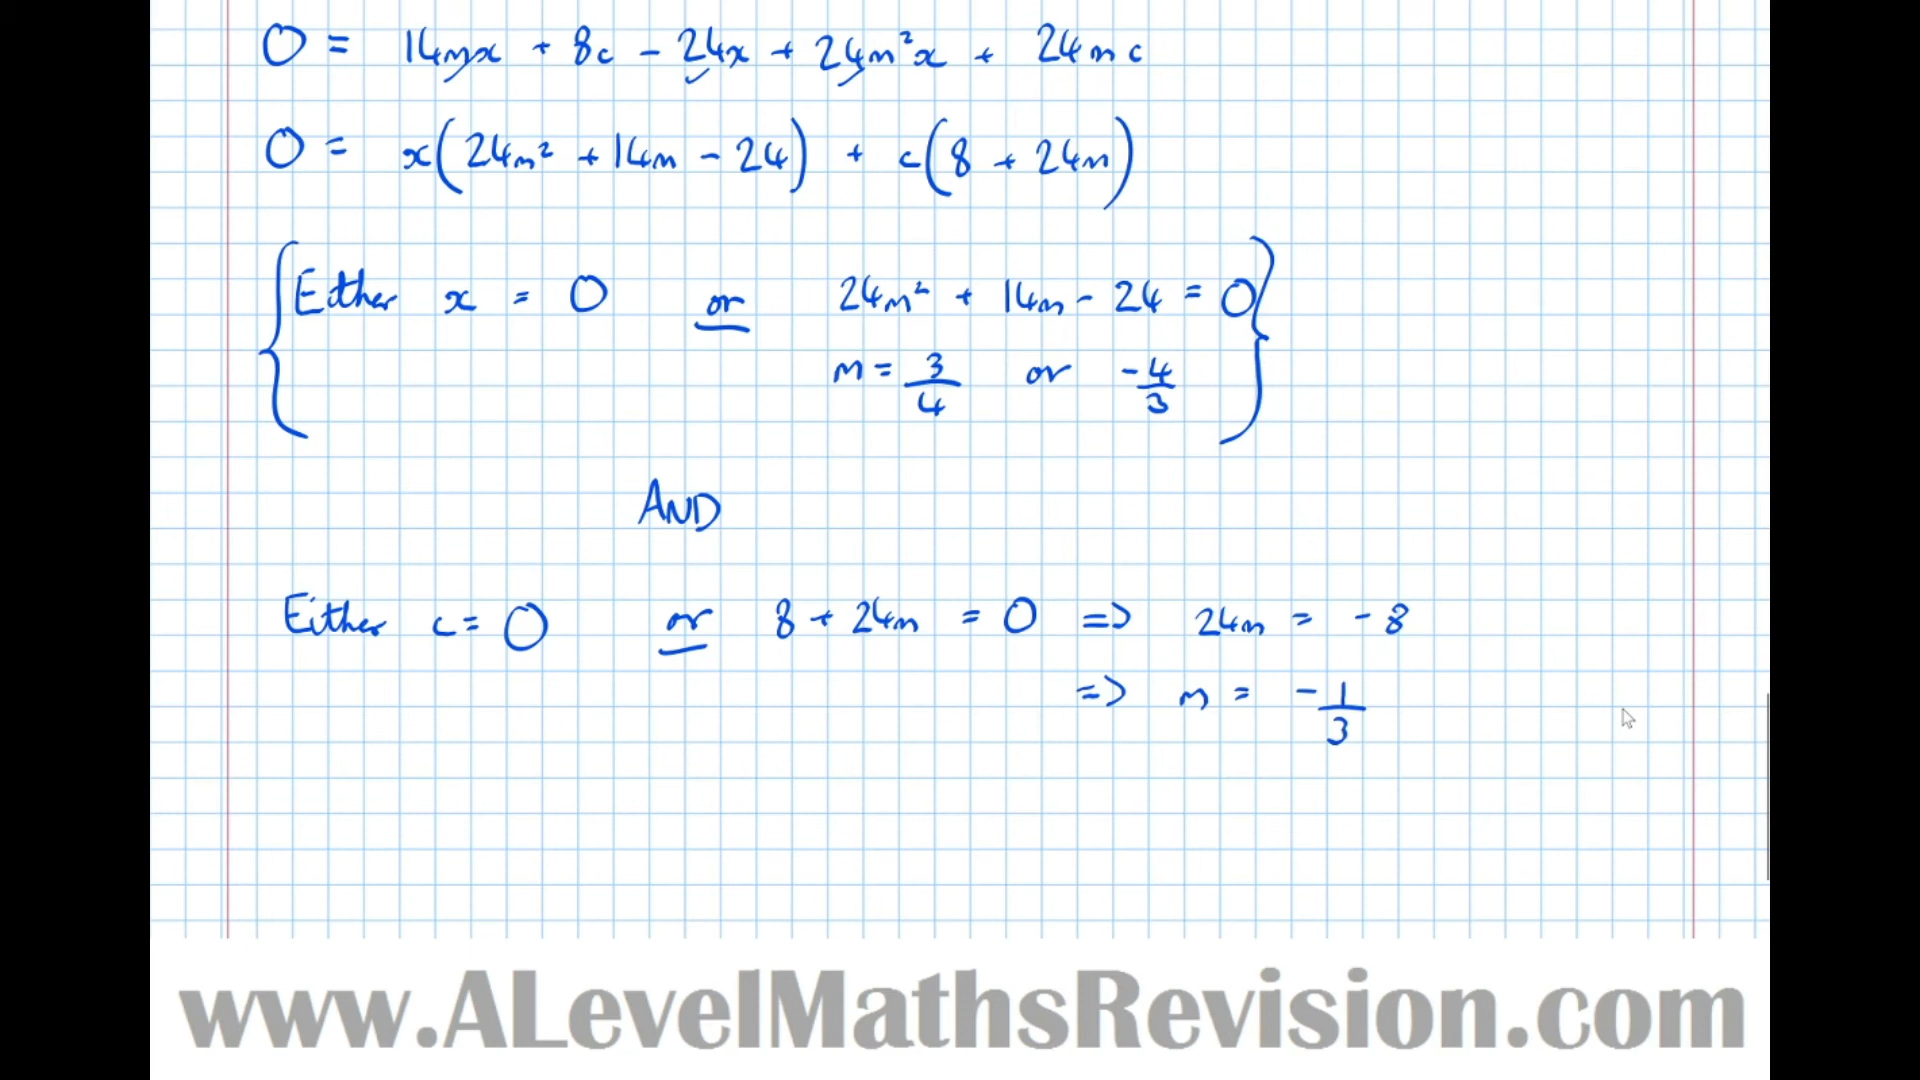 0 = 14mx + 8c - 24x + 24m²x + 24mc
0 = x(24m² + 14m - 24) + c(8 + 24m)
{Either x = 0 or 24m² + 14m - 24 = 0}
m = 3/4 or -4/3
AND
Either c = 0 or 8 + 24m = 0 => 24m = -8
=> m = -1/3
www.ALevelMathsRevision.com